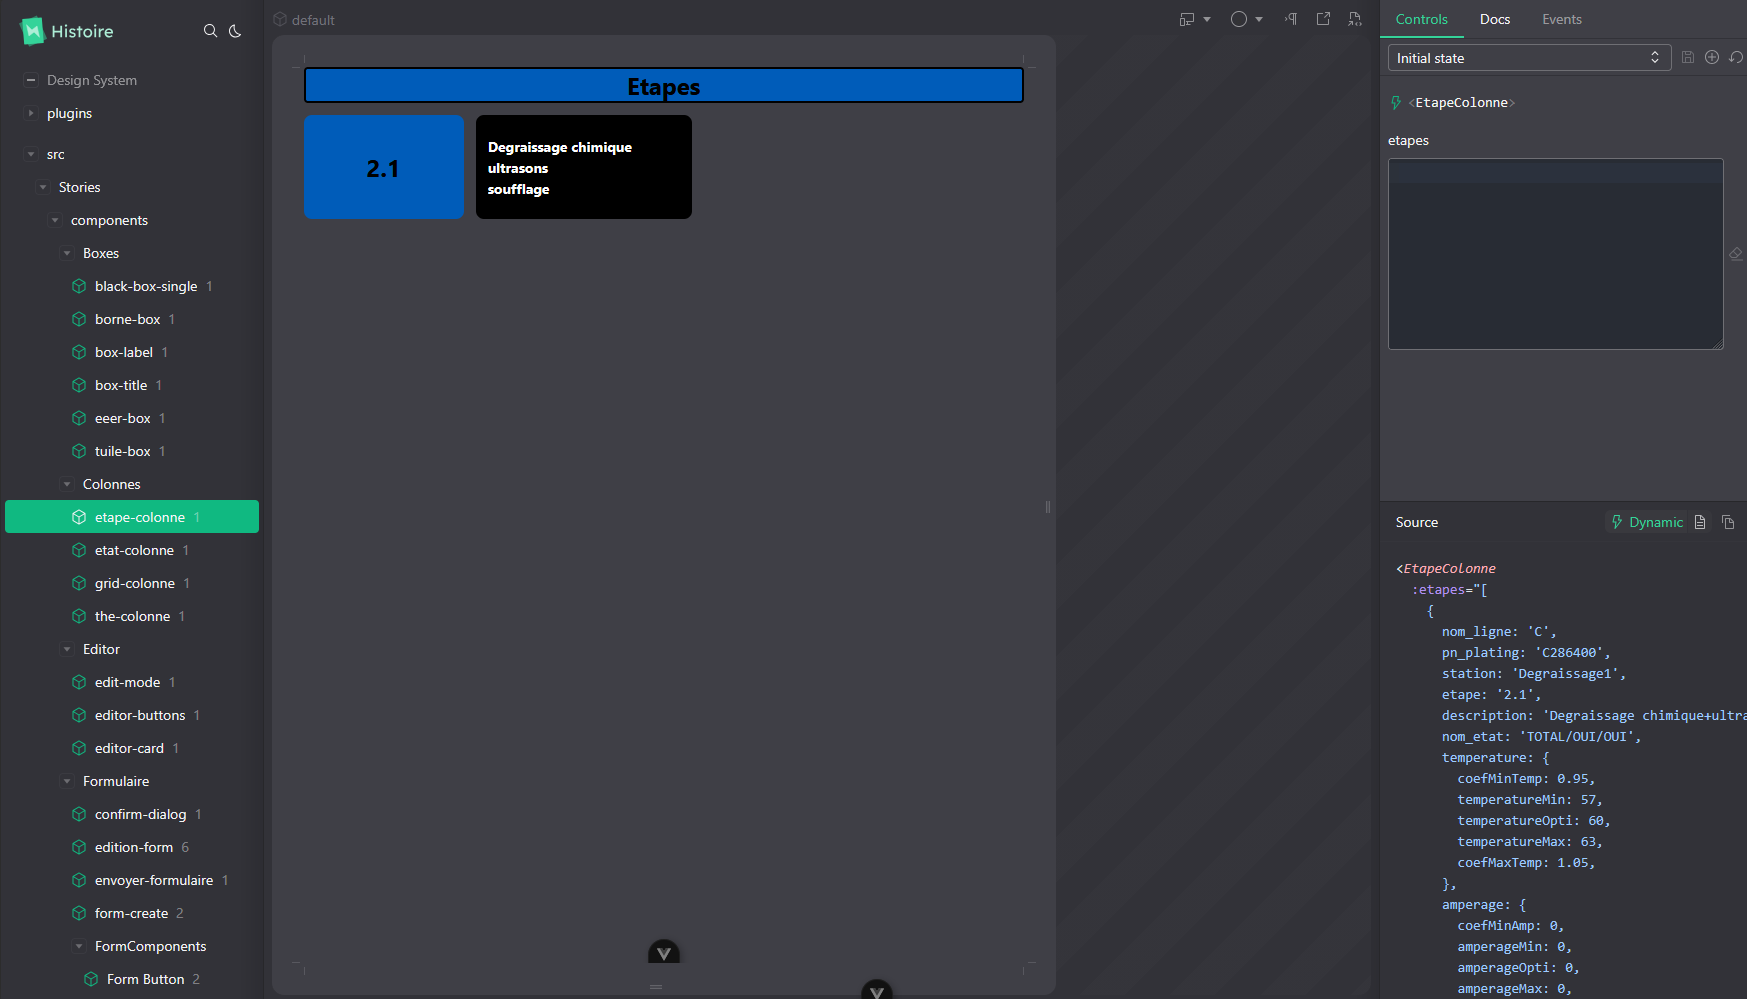 Histoire
Design System
plugins
src
Stories
components
Boxes
black-box-single 1
borne-box 1
box-label 1
box-title 1
eeer-box 1
tuile-box 1
Colonnes
etape-colonne 1
etat-colonne 1
grid-colonne 1
the-colonne 1
Editor
edit-mode 1
editor-buttons 1
editor-card 1
Formulaire
confirm-dialog 1
edition-form 6
envoyer-formulaire 1
form-create 2
FormComponents
Form Button 2
default
Etapes
2.1
Degraissage chimique
ultrasons
soufflage
Controls Docs Events
Initial state
<EtapeColonne>
etapes
Source
Dynamic
<EtapeColonne
:etapes="[
{
nom_ligne: 'C',
pn_plating: 'C286400',
station: 'Degraissage1',
etape: '2.1',
description: 'Degraissage chimique+ultra
nom_etat: 'TOTAL/OUI/OUI',
temperature: {
coefMinTemp: 0.95,
temperatureMin: 57,
temperatureOpti: 60,
temperatureMax: 63,
coefMaxTemp: 1.05,
},
amperage: {
coefMinAmp: 0,
amperageMin: 0,
amperageOpti: 0,
amperageMax: 0,